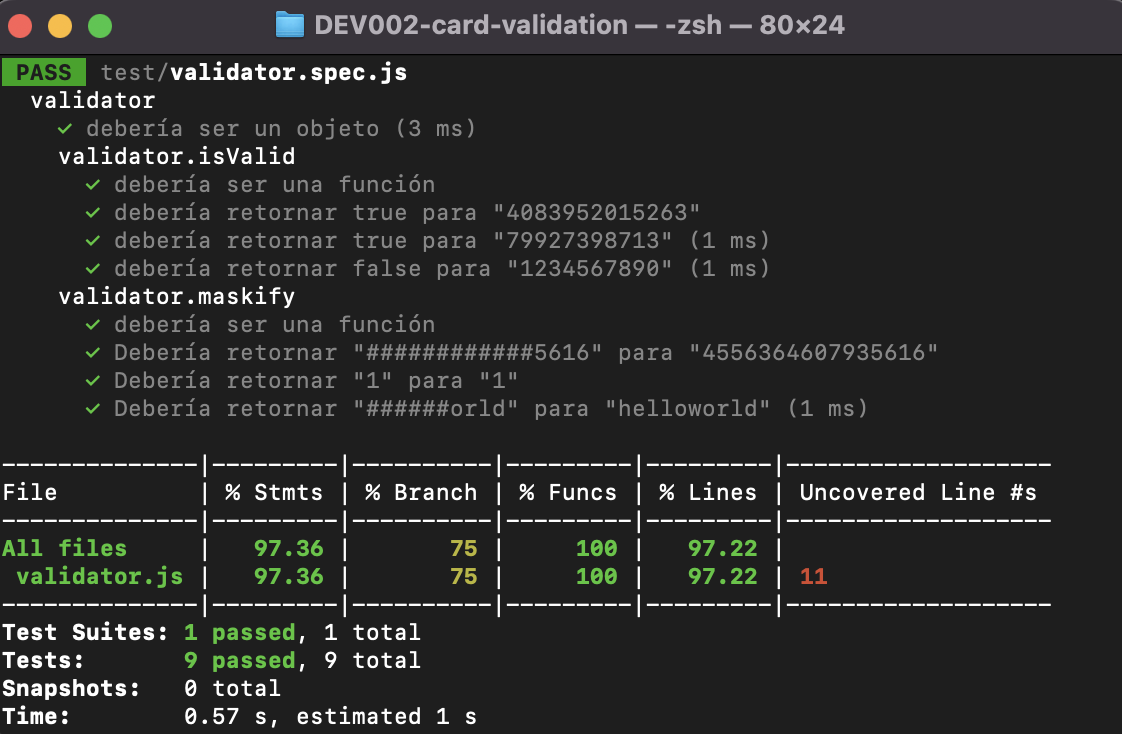 DEV002-card-validation — -zsh — 80×24
PASS test/validator.spec.js
validator
✓ debería ser un objeto (3 ms)
validator.isValid
✓ debería ser una función
✓ debería retornar true para "4083952015263"
✓ debería retornar true para "79927398713" (1 ms)
✓ debería retornar false para "1234567890" (1 ms)
validator.maskify
✓ debería ser una función
✓ Debería retornar "############5616" para "4556364607935616"
✓ Debería retornar "1" para "1"
✓ Debería retornar "######orld" para "helloworld" (1 ms)
--------------|---------|----------|---------|---------|-------------------
File | % Stmts | % Branch | % Funcs | % Lines | Uncovered Line #s
--------------|---------|----------|---------|---------|-------------------
All files | 97.36 | 75 | 100 | 97.22 |
validator.js | 97.36 | 75 | 100 | 97.22 | 11
--------------|---------|----------|---------|---------|-------------------
Test Suites: 1 passed, 1 total
Tests: 9 passed, 9 total
Snapshots: 0 total
Time: 0.57 s, estimated 1 s